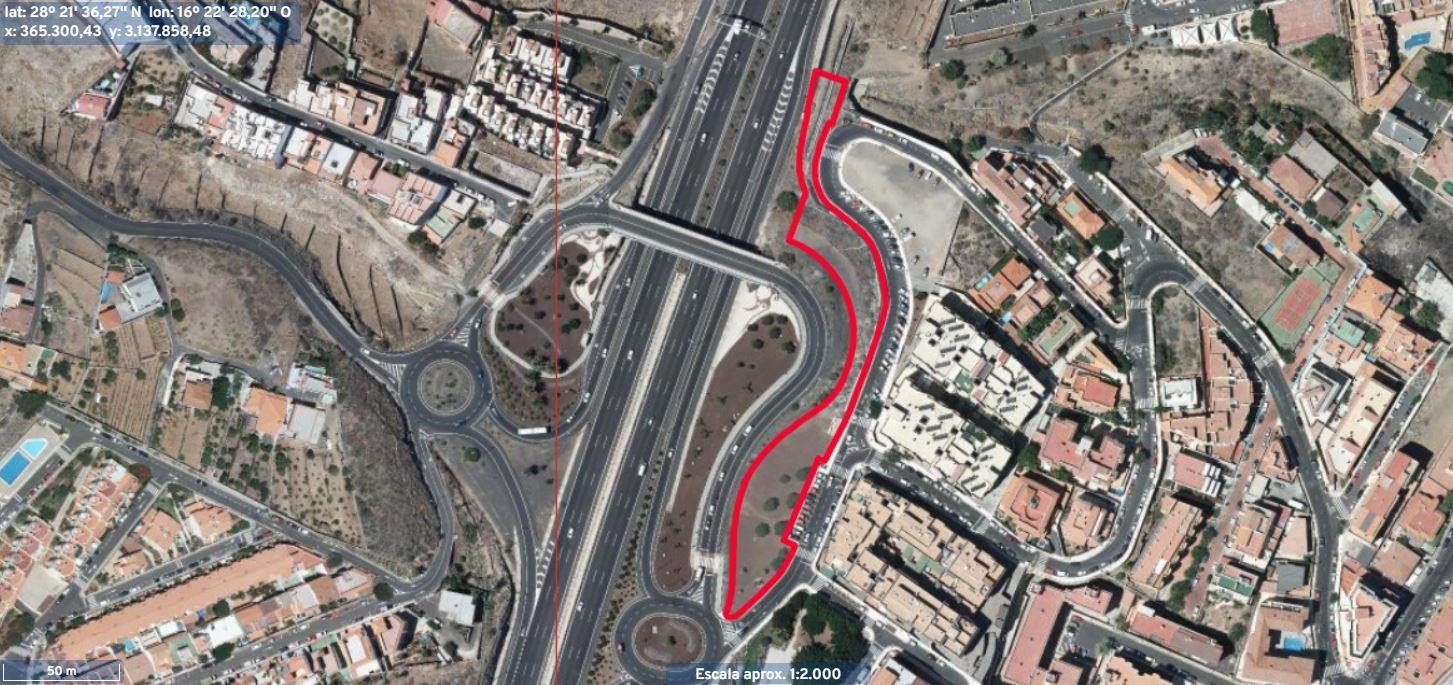 lat: 28º 21' 36,27" N lon: 16º 22' 28,20" O
x: 365.300,43 y: 3.137.858,48
50 m
Escala aprox. 1:2.000